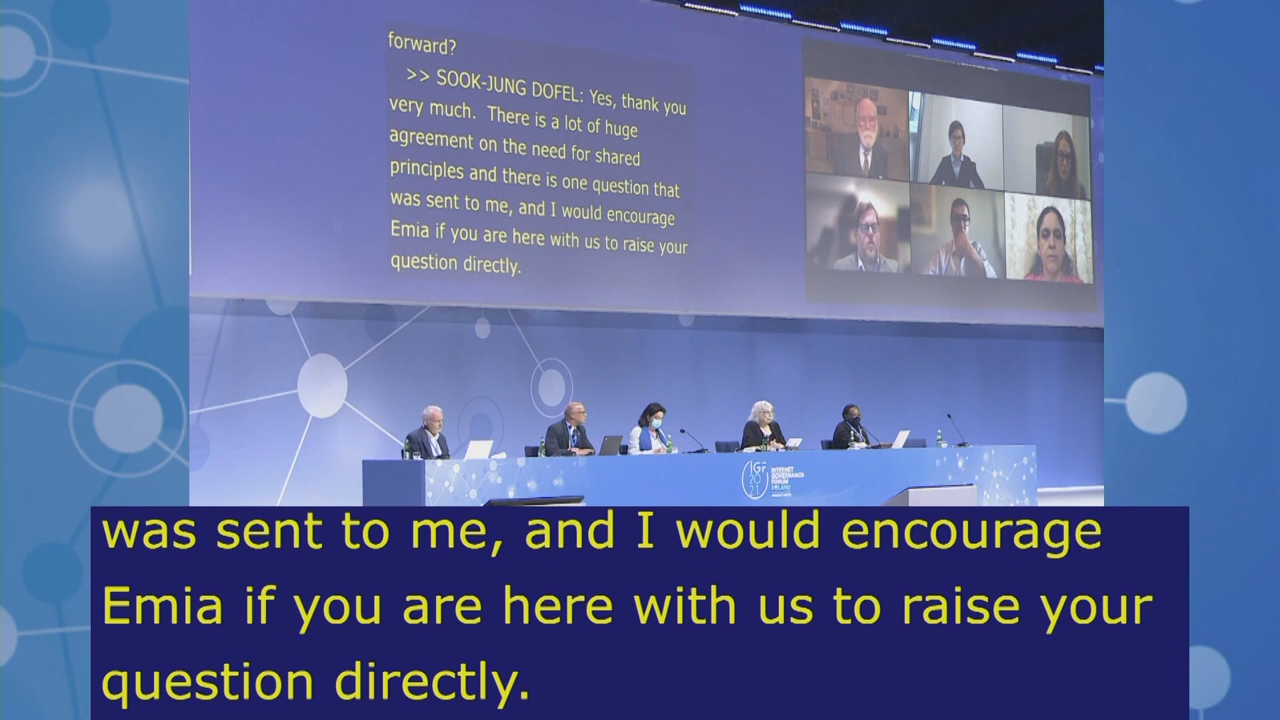 forward?
>> SOOK-JUNG DOFEL: Yes, thank you
very much. There is a lot of huge
agreement on the need for shared
principles and there is one question that
was sent to me, and I would encourage
Emia if you are here with us to raise your
question directly.
IGF
20
21
INTERNET
GOVERNANCE
FORUM
POLAND
was sent to me, and I would encourage
Emia if you are here with us to raise your
question directly.